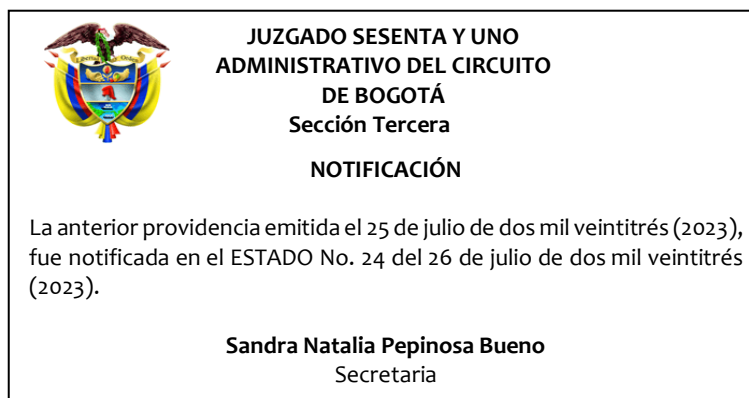 JUZGADO SESENTA Y UNO
ADMINISTRATIVO DEL CIRCUITO
DE BOGOTÁ
Sección Tercera
NOTIFICACIÓN
La anterior providencia emitida el 25 de julio de dos mil veintitrés (2023),
fue notificada en el ESTADO No. 24 del 26 de julio de dos mil veintitrés
(2023).
Sandra Natalia Pepinosa Bueno
Secretaria